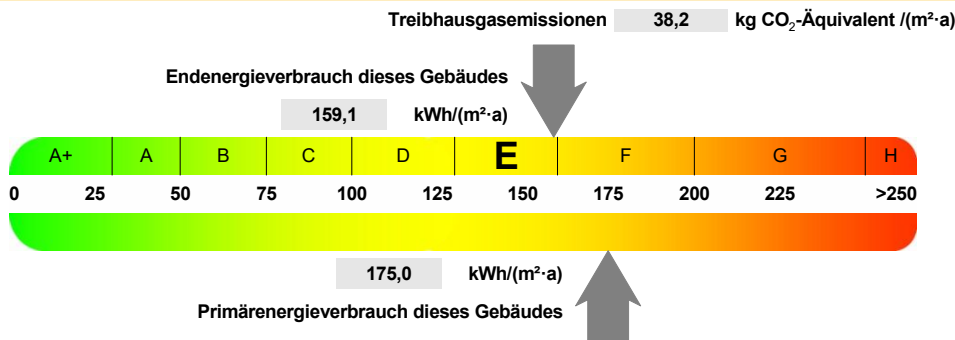 Treibhausgasemissionen 38,2 kg CO₂-Äquivalent /(m²·a)
Endenergieverbrauch dieses Gebäudes
159,1 kWh/(m²·a)
A+ A B C D E F G H
0 25 50 75 100 125 150 175 200 225 >250
175,0 kWh/(m²·a)
Primärenergieverbrauch dieses Gebäudes